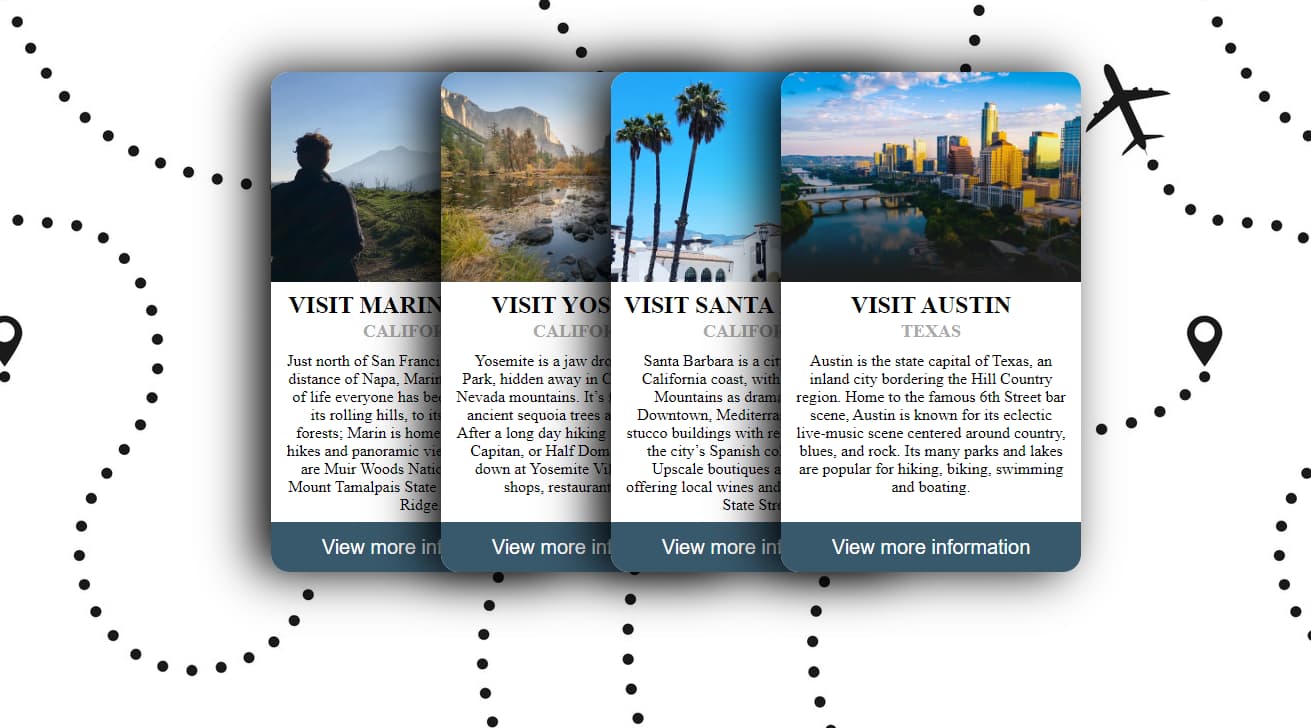 VISIT MARIN
CALIFOR
Just north of San Franci
distance of Napa, Marin
of life everyone has be
its rolling hills, to its
forests; Marin is home
hikes and panoramic vie
are Muir Woods Natio
Mount Tamalpais State
Ridge
View more inf
VISIT YOS
CALIFOR
Yosemite is a jaw dro
Park, hidden away in C
Nevada mountains. It’s
ancient sequoia trees a
After a long day hiking
Capitan, or Half Dom
down at Yosemite Vil
shops, restaurant
View more inf
VISIT SANTA
CALIFOR
Santa Barbara is a cit
California coast, with
Mountains as drama
Downtown, Mediterra
stucco buildings with re
the city’s Spanish co
Upscale boutiques a
offering local wines and
State Stre
View more inf
VISIT AUSTIN
TEXAS
Austin is the state capital of Texas, an
inland city bordering the Hill Country
region. Home to the famous 6th Street bar
scene, Austin is known for its eclectic
live-music scene centered around country,
blues, and rock. Its many parks and lakes
are popular for hiking, biking, swimming
and boating.
View more information